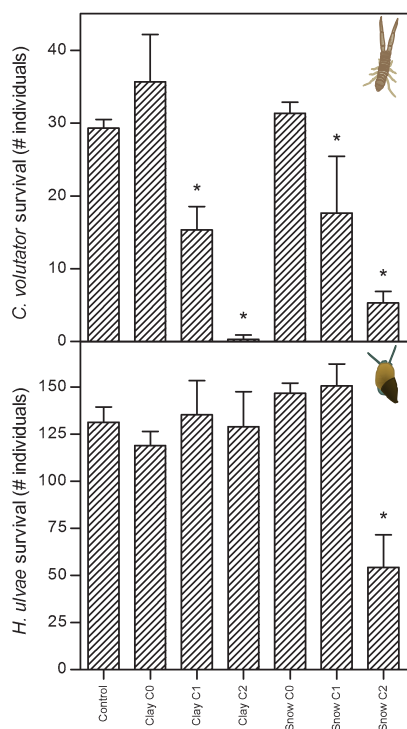 C. volutator survival (# individuals)
40
30
20
10
0
*
*
*
*
H. ulvae survival (# individuals)
150
125
100
75
50
25
0
*
Control
Clay C0
Clay C1
Clay C2
Snow C0
Snow C1
Snow C2